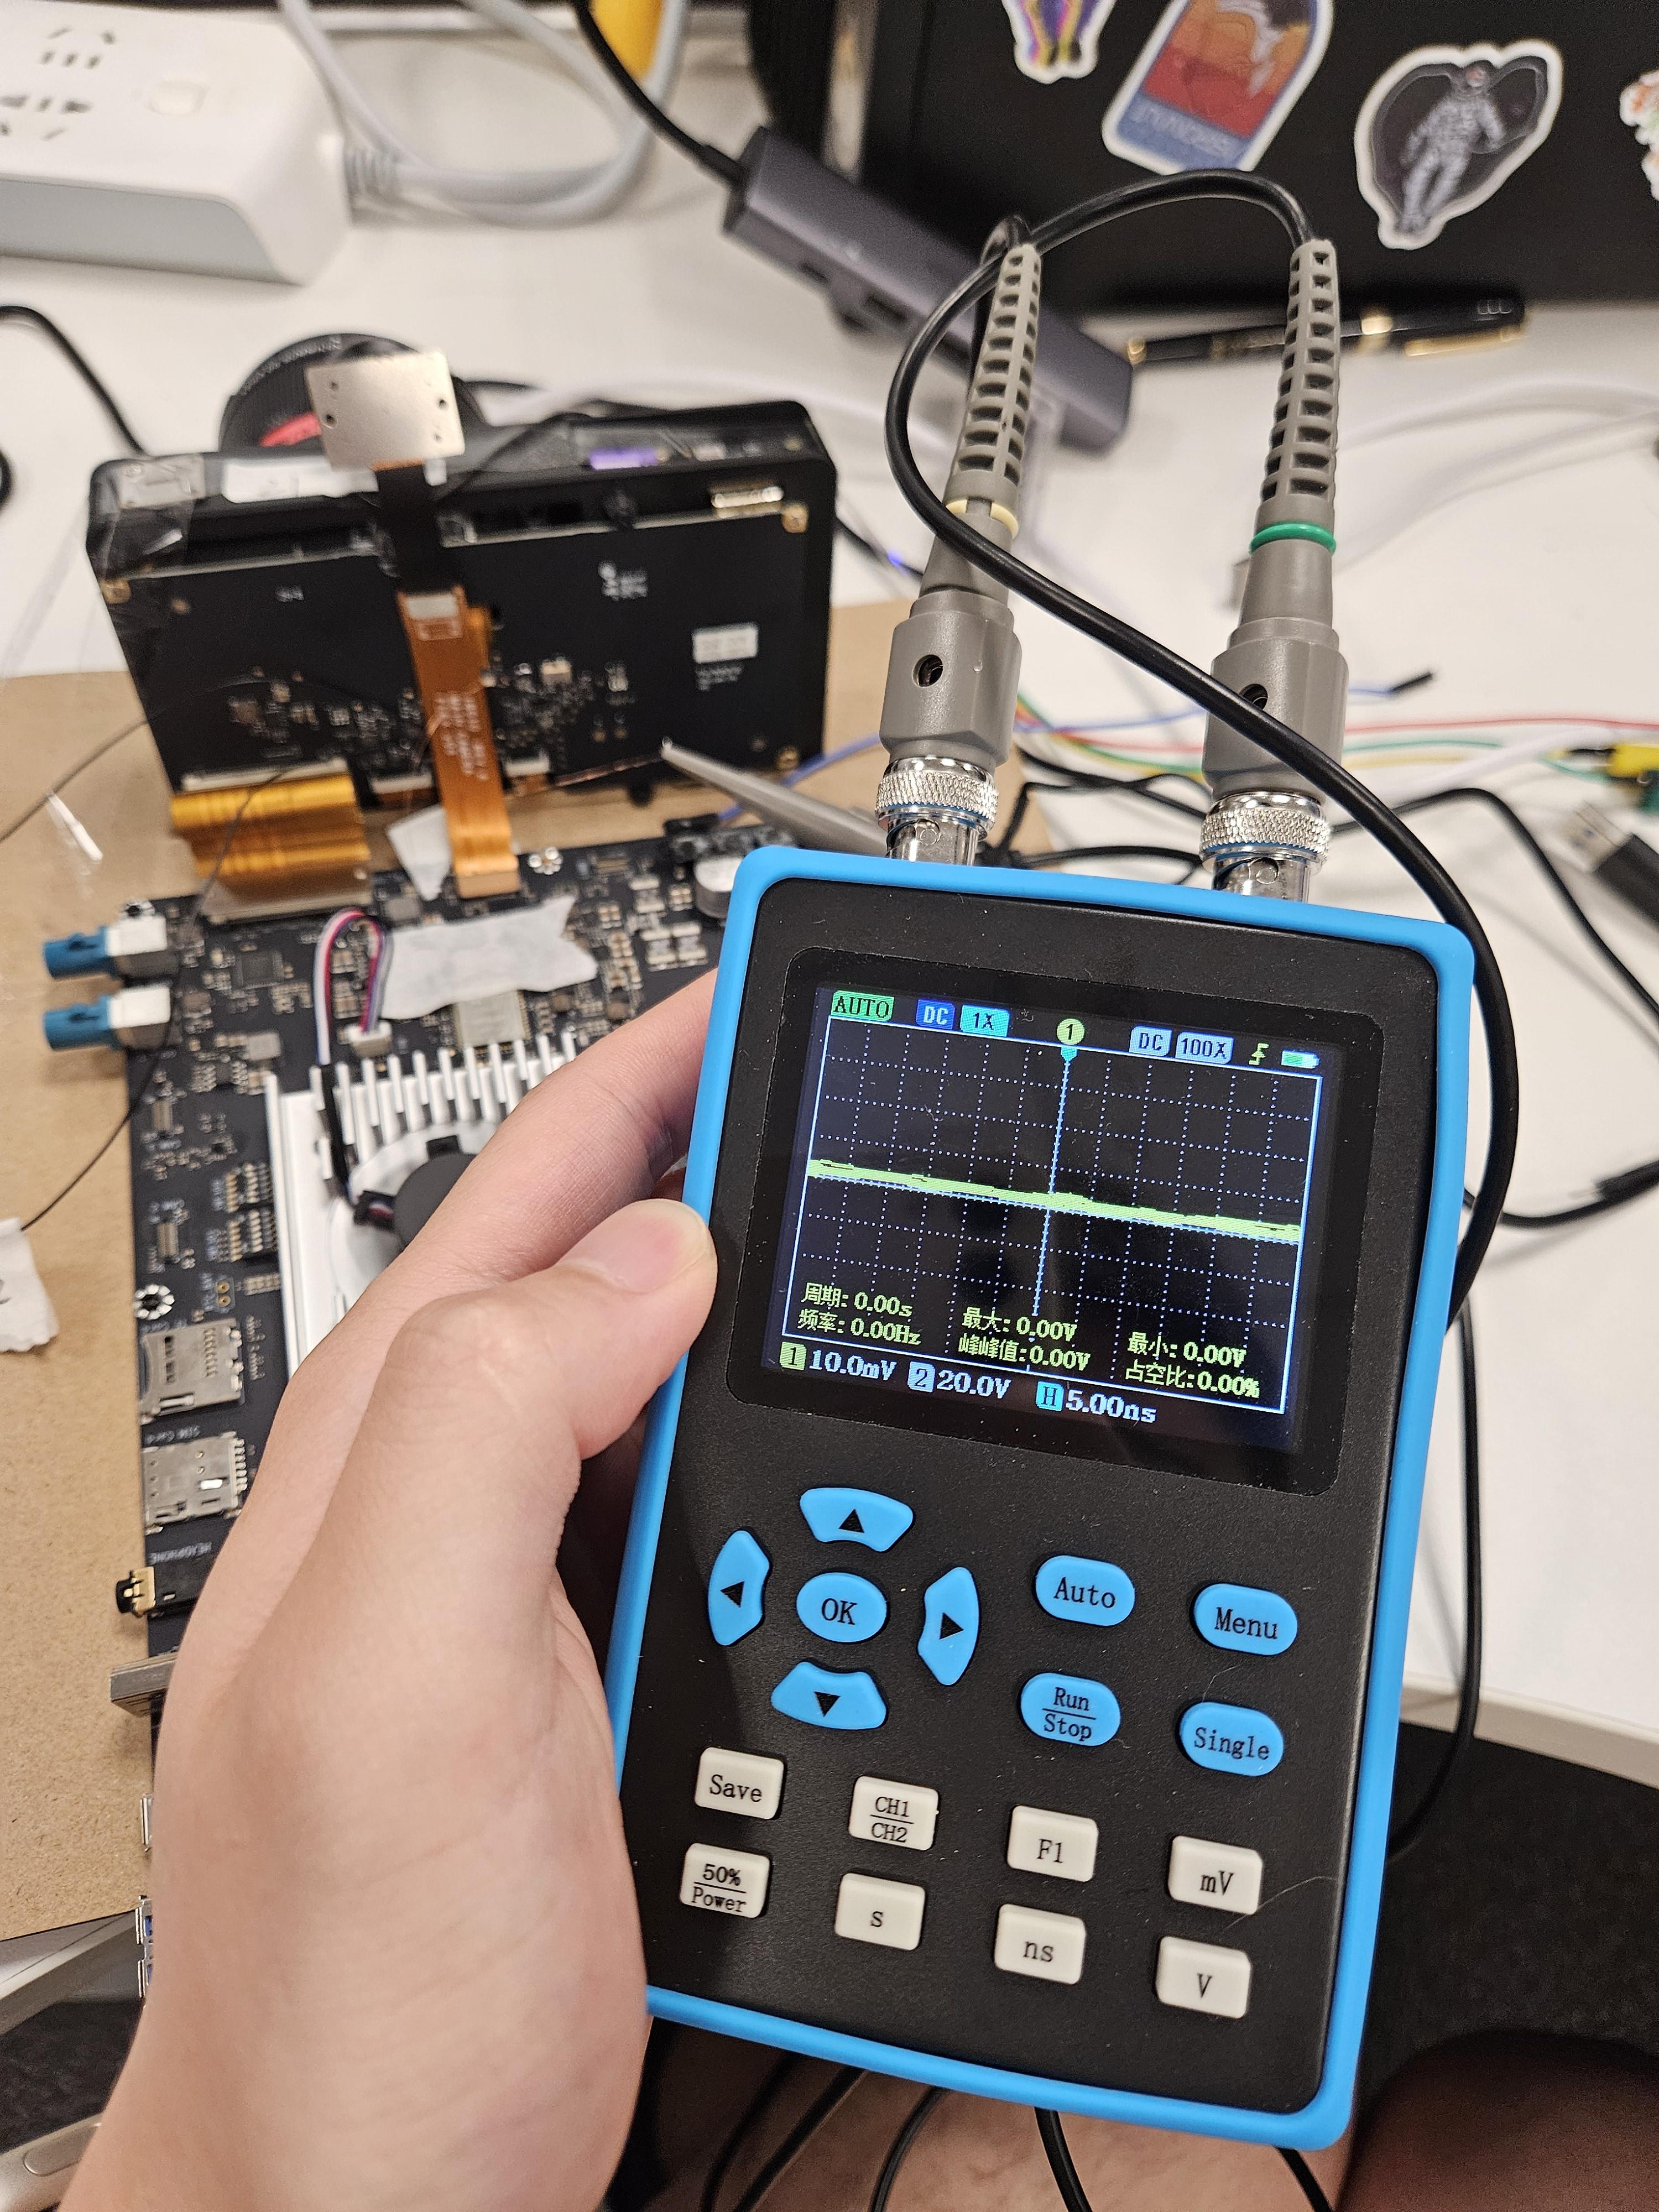 AUTO DC 1X 1 DC 100X
周期: 0.00s 最大: 0.00V 最小: 0.00V
频率: 0.00Hz 峰峰值:0.00V 占空比:0.00%
1 10.0mV 2 20.0V H 5.00ns
OK
Auto
Menu
Run
Stop
Single
Save
CH1
CH2
F1
mV
50%
Power
s
ns
V
SIM Card
HEADPHONE